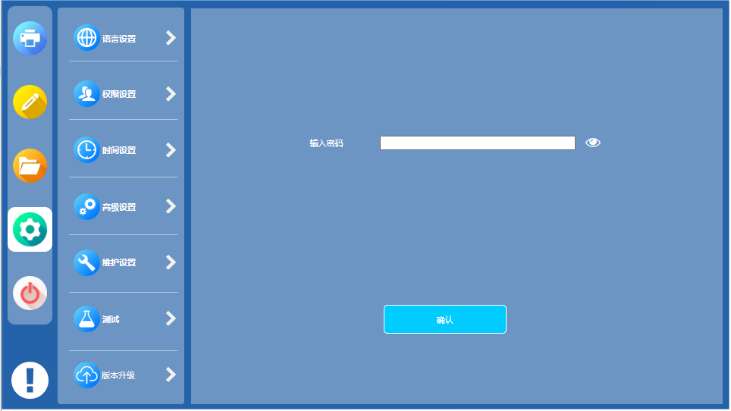 语言设置
权限设置
时间设置
高级设置
维护设置
测试
版本升级
输入密码
确认